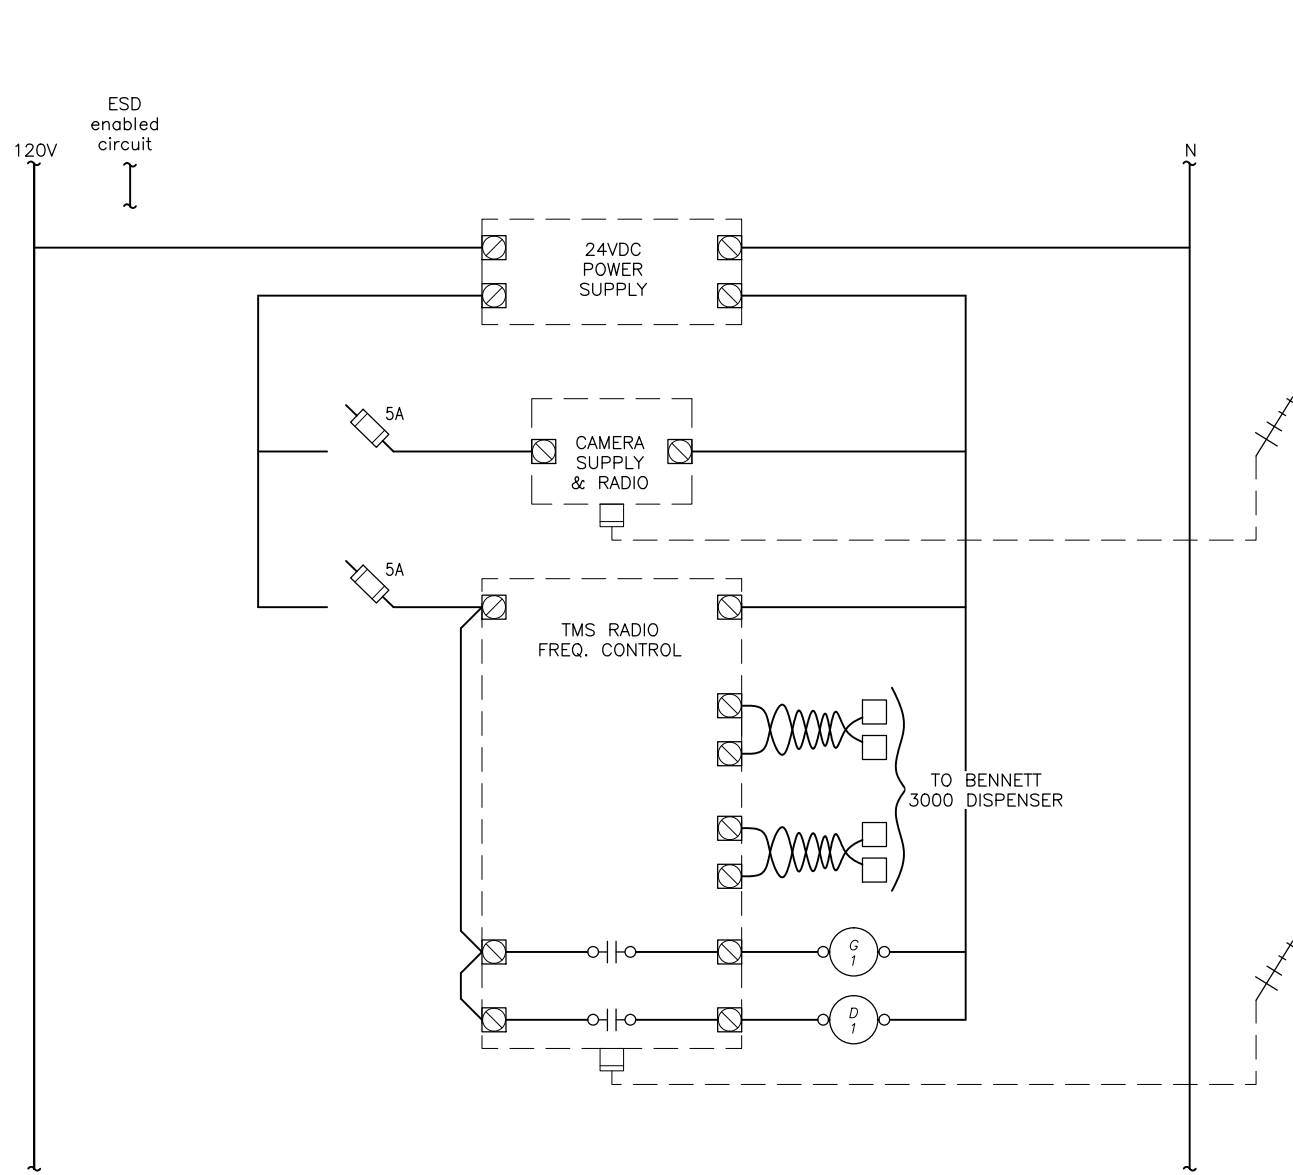 ESD
enabled
circuit
120V
N
24VDC
POWER
SUPPLY
5A
CAMERA
SUPPLY
& RADIO
5A
TMS RADIO
FREQ. CONTROL
TO BENNETT
3000 DISPENSER
G
1
D
1